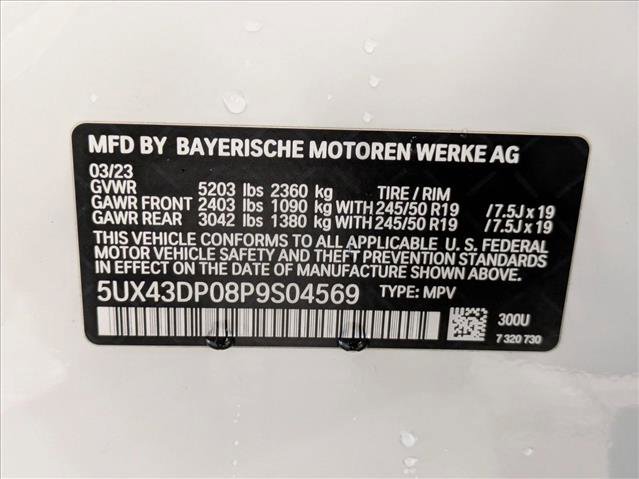 MFD BY BAYERISCHE MOTOREN WERKE AG
03/23
GVWR 5203 lbs 2360 kg TIRE / RIM
GAWR FRONT 2403 lbs 1090 kg WITH 245/50 R19 /7.5J x 19
GAWR REAR 3042 lbs 1380 kg WITH 245/50 R19 /7.5J x 19
THIS VEHICLE CONFORMS TO ALL APPLICABLE U. S. FEDERAL
MOTOR VEHICLE SAFETY AND THEFT PREVENTION STANDARDS
IN EFFECT ON THE DATE OF MANUFACTURE SHOWN ABOVE.
5UX43DP08P9S04569 TYPE: MPV
300U
7 320 730